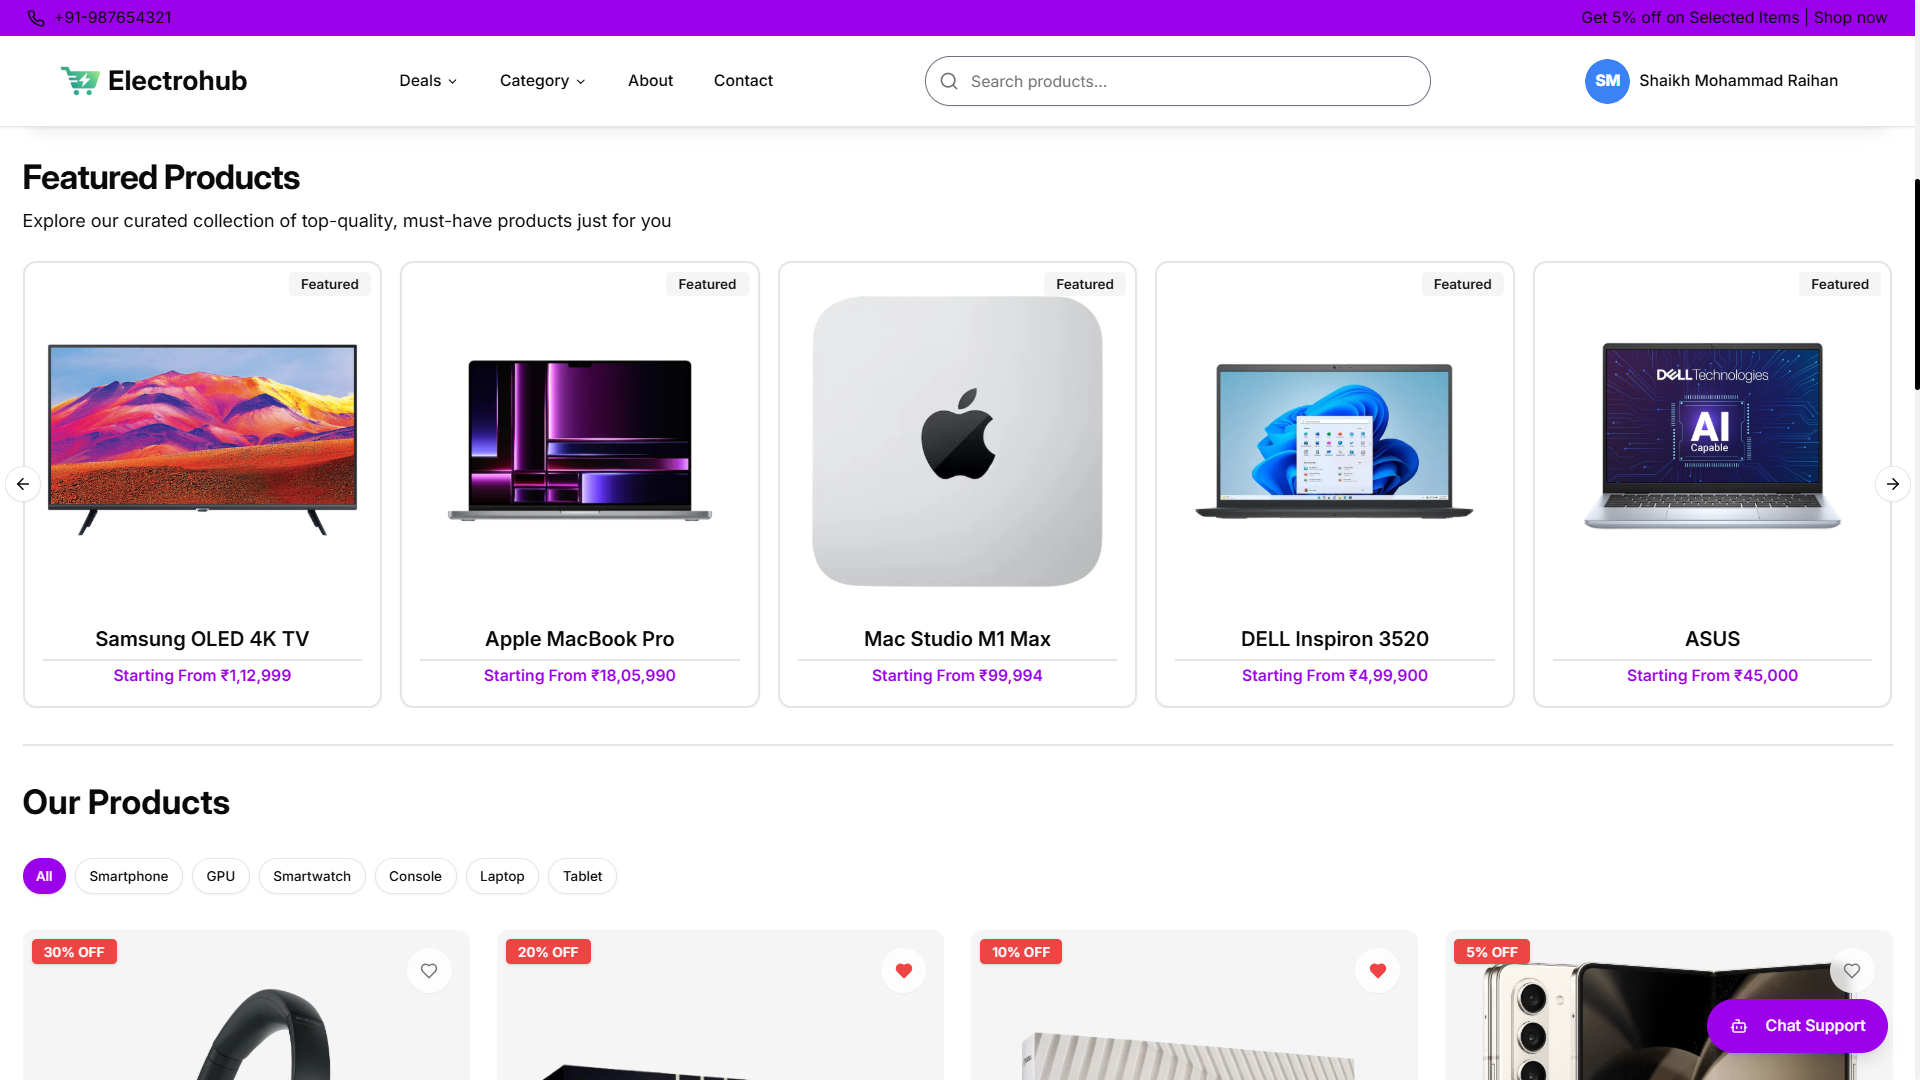 +91-987654321
Get 5% off on Selected Items | Shop now
Electrohub
Deals
Category
About
Contact
Search products...
SM
Shaikh Mohammad Raihan
Featured Products
Explore our curated collection of top-quality, must-have products just for you
Featured
Featured
Featured
Featured
Featured
DELL Technologies
AI
Capable
Samsung OLED 4K TV
Starting From ₹1,12,999
Apple MacBook Pro
Starting From ₹18,05,990
Mac Studio M1 Max
Starting From ₹99,994
DELL Inspiron 3520
Starting From ₹4,99,900
ASUS
Starting From ₹45,000
Our Products
All
Smartphone
GPU
Smartwatch
Console
Laptop
Tablet
30% OFF
20% OFF
10% OFF
5% OFF
Chat Support